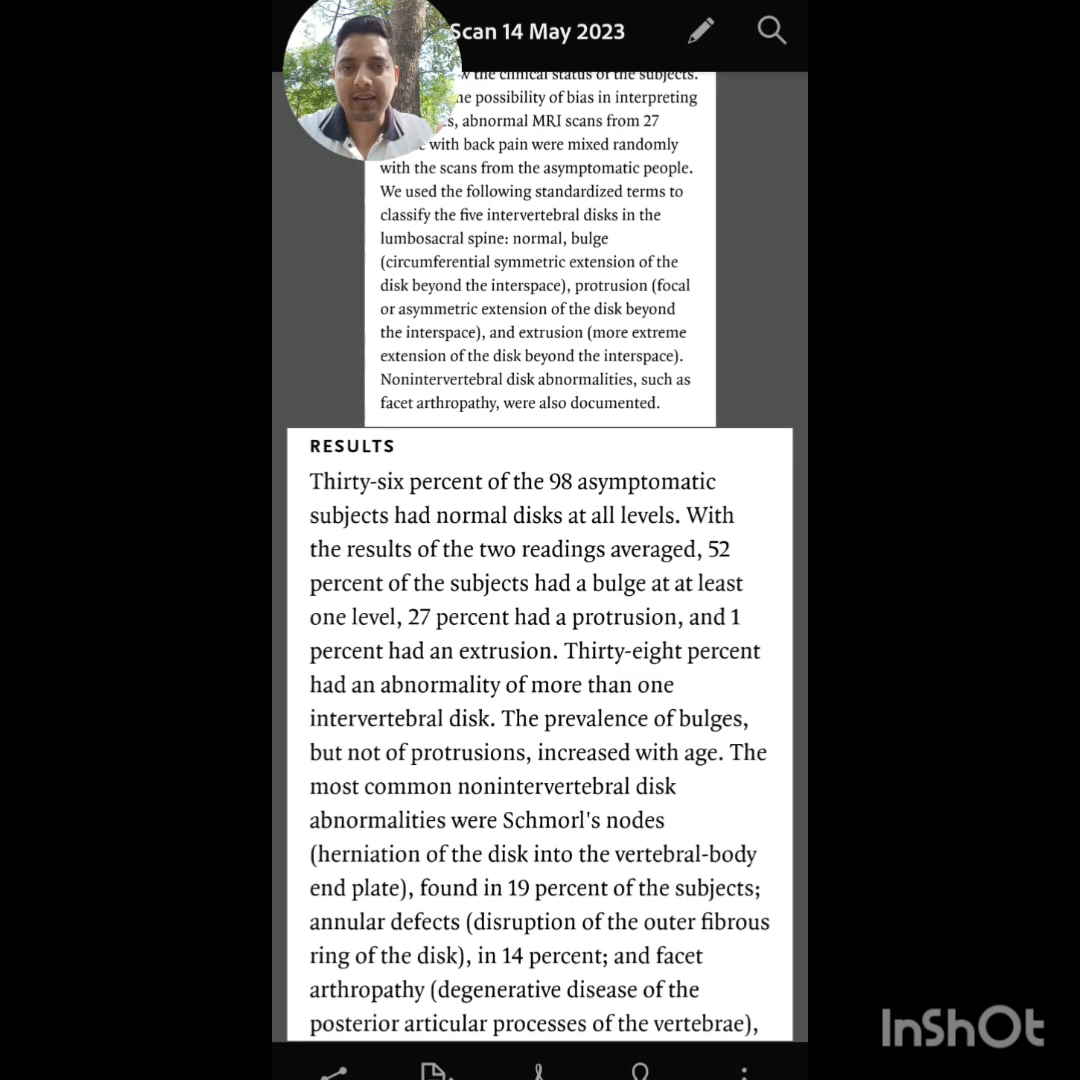 Scan 14 May 2023
the clinical status of the subjects.
possibility of bias in interpreting
abnormal MRI scans from 27
with back pain were mixed randomly
with the scans from the asymptomatic people.
We used the following standardized terms to
classify the five intervertebral disks in the
lumbosacral spine: normal, bulge
(circumferential symmetric extension of the
disk beyond the interspace), protrusion (focal
or asymmetric extension of the disk beyond
the interspace), and extrusion (more extreme
extension of the disk beyond the interspace).
Nonintervertebral disk abnormalities, such as
facet arthropathy, were also documented.
RESULTS
Thirty-six percent of the 98 asymptomatic
subjects had normal disks at all levels. With
the results of the two readings averaged, 52
percent of the subjects had a bulge at at least
one level, 27 percent had a protrusion, and 1
percent had an extrusion. Thirty-eight percent
had an abnormality of more than one
intervertebral disk. The prevalence of bulges,
but not of protrusions, increased with age. The
most common nonintervertebral disk
abnormalities were Schmorl's nodes
(herniation of the disk into the vertebral-body
end plate), found in 19 percent of the subjects;
annular defects (disruption of the outer fibrous
ring of the disk), in 14 percent; and facet
arthropathy (degenerative disease of the
posterior articular processes of the vertebrae),
InShOt